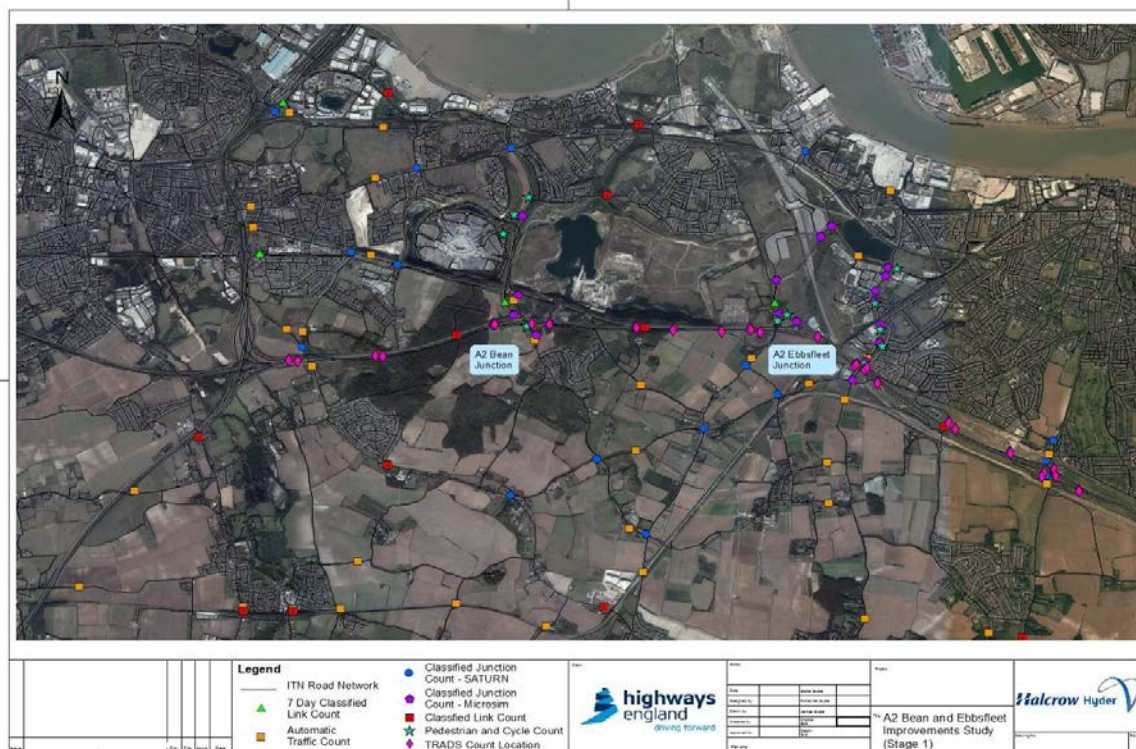 N
A2 Bean
Junction
A2 Ebbsfleet
Junction
Legend
ITN Road Network
7 Day Classified
Link Count
Automatic
Traffic Count
Classified Junction
Count - SATURN
Classified Junction
Count - Microsim
Classfied Link Count
Pedestrian and Cycle Count
TRADS Count Location
highways
england
driving forward
A2 Bean and Ebbsfleet
Improvements Study
(Stage 1)
Halcrow Hyder